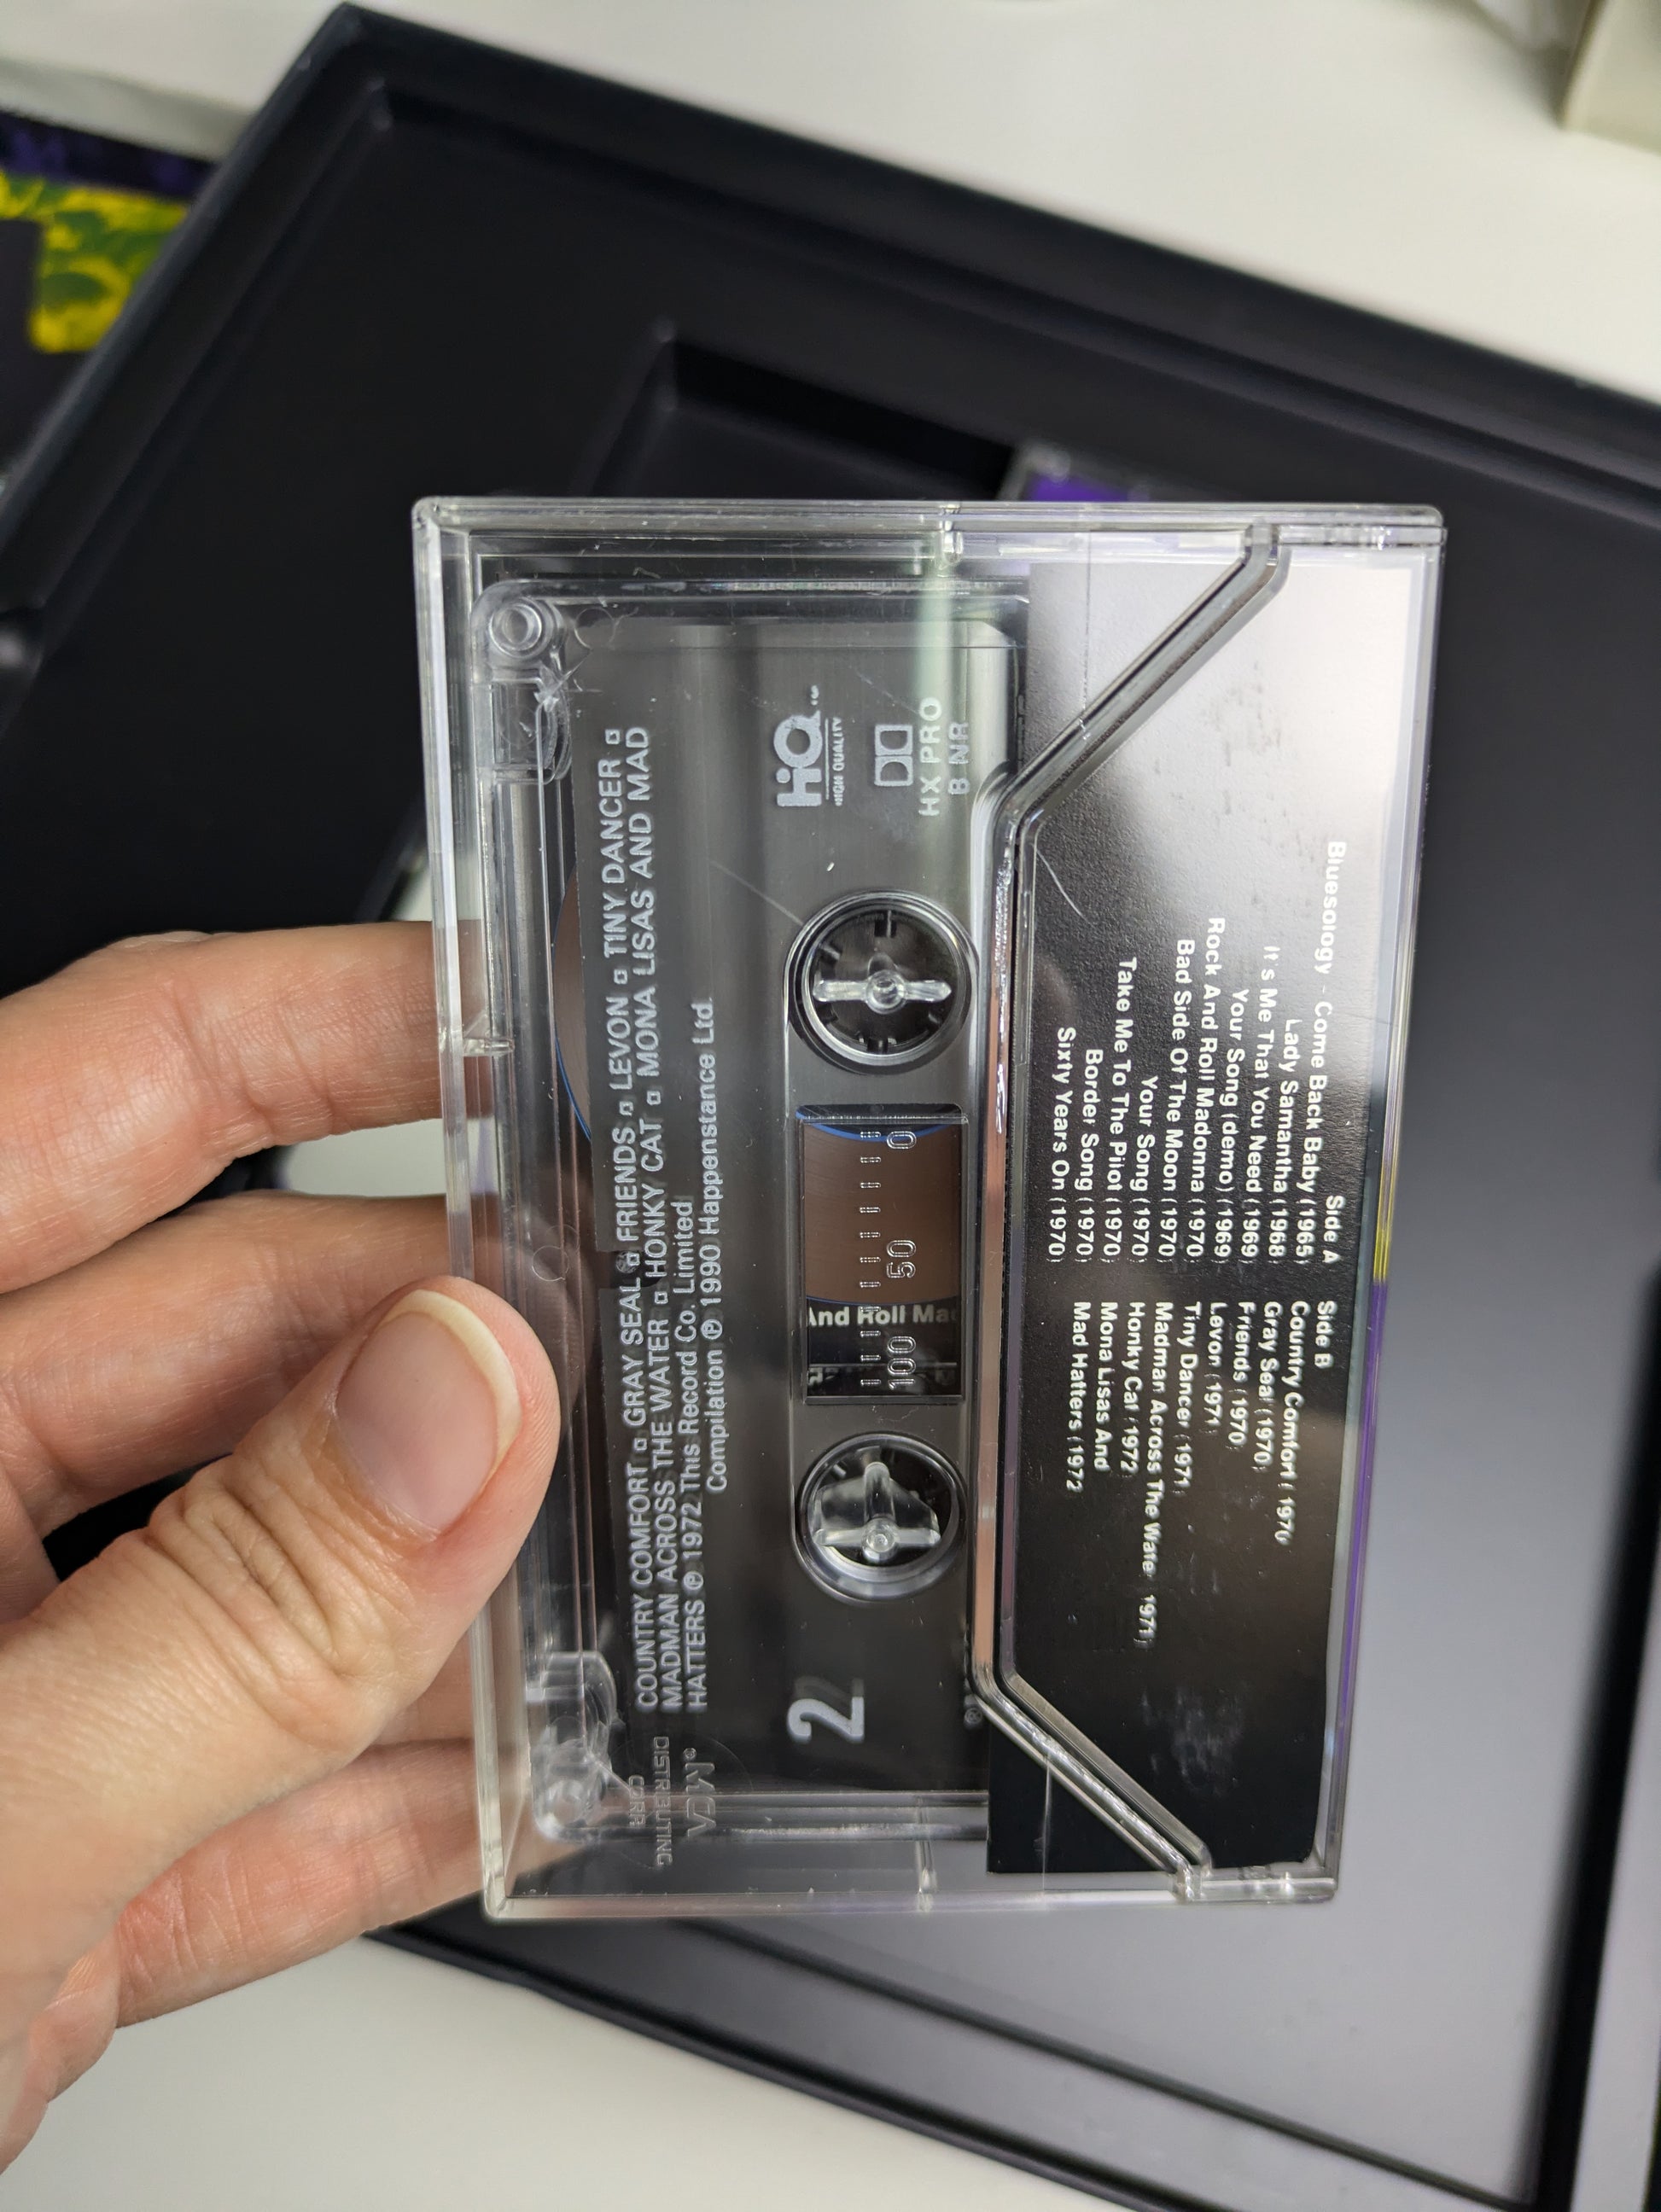 COUNTRY COMFORT ▫ GRAY SEAL ▫ FRIENDS ▫ LEVON ▫ TINY DANCER ▫
MADMAN ACROSS THE WATER ▫ HONKY CAT ▫ MONA LISAS AND MAD
HATTERS ℗ 1972 This Record Co. Limited
Compilation ℗ 1990 Happenstance Ltd.
MCA®
DISTRIBUTING
CORP.
2
HiQ
HIGH QUALITY
HX PRO
B NR
0
50
100
And Roll Mad
Side A
Bluesology - Come Back Baby (1965)
Lady Samantha (1968)
It's Me That You Need (1969)
Your Song (demo) (1969)
Rock And Roll Madonna (1970)
Bad Side Of The Moon (1970)
Your Song (1970)
Take Me To The Pilot (1970)
Border Song (1970)
Sixty Years On (1970)
Side B
Country Comfort (1970)
Gray Seal (1970)
Friends (1970)
Levon (1971)
Tiny Dancer (1971)
Madman Across The Water (1971)
Honky Cat (1972)
Mona Lisas And
Mad Hatters (1972)